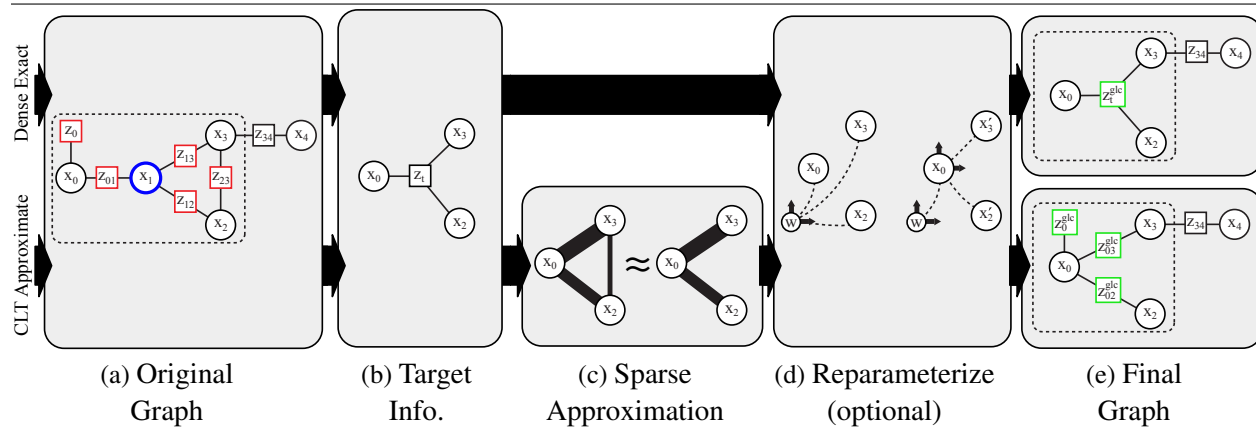 Dense Exact
CLT Approximate
z₀
x₀
z₀₁
x₁
z₁₃
z₁₂
x₃
z₂₃
x₂
z₃₄
x₄
x₀
z_t
x₃
x₂
x₀
x₃
x₂
≈
x₀
x₃
x₂
x₃
x₀
x₂
w
x₃′
x₀
x₂′
w
x₀
z_t^glc
x₃
x₂
z₃₄
x₄
z₀^glc
x₀
z₀₃^glc
z₀₂^glc
x₃
x₂
z₃₄
x₄
(a) Original
Graph
(b) Target
Info.
(c) Sparse
Approximation
(d) Reparameterize
(optional)
(e) Final
Graph